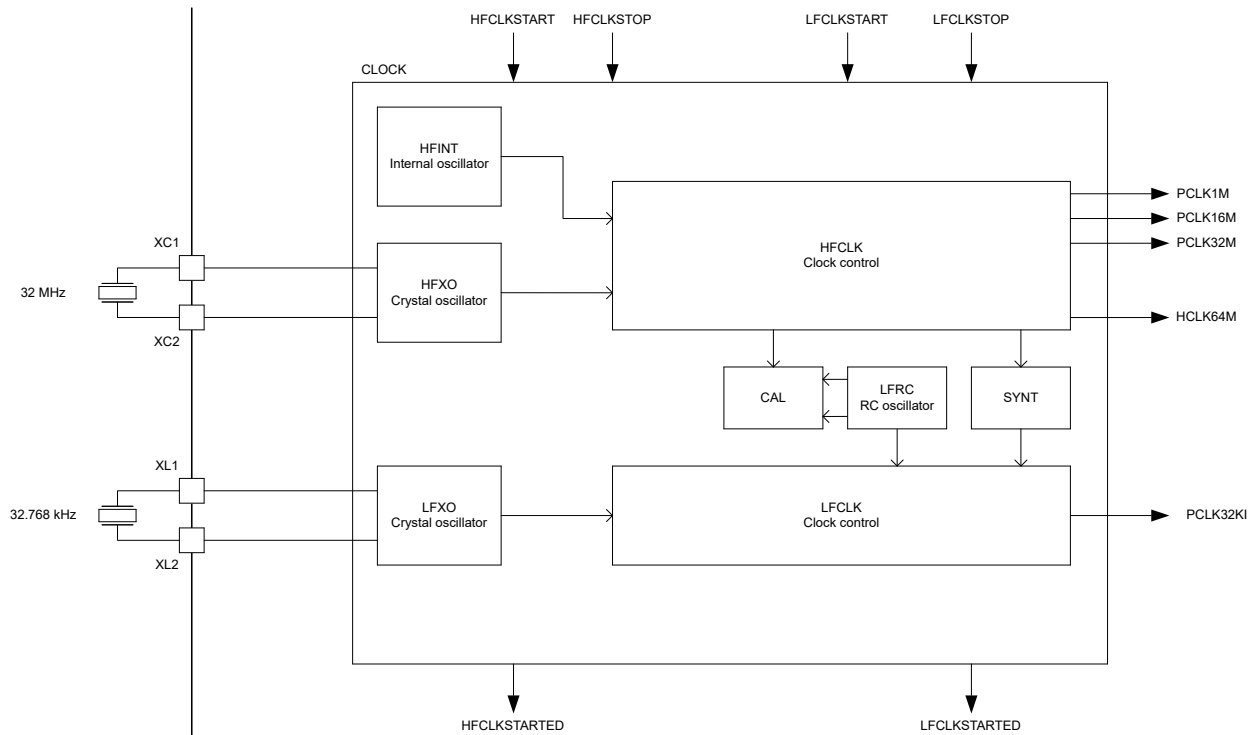 HFCLKSTART
HFCLKSTOP
LFCLKSTART
LFCLKSTOP
CLOCK
HFINT
Internal oscillator
PCLK1M
PCLK16M
PCLK32M
HFCLK
Clock control
XC1
32 MHz
XC2
HFXO
Crystal oscillator
HCLK64M
CAL
LFRC
RC oscillator
SYNT
XL1
32.768 kHz
XL2
LFXO
Crystal oscillator
LFCLK
Clock control
PCLK32KI
HFCLKSTARTED
LFCLKSTARTED